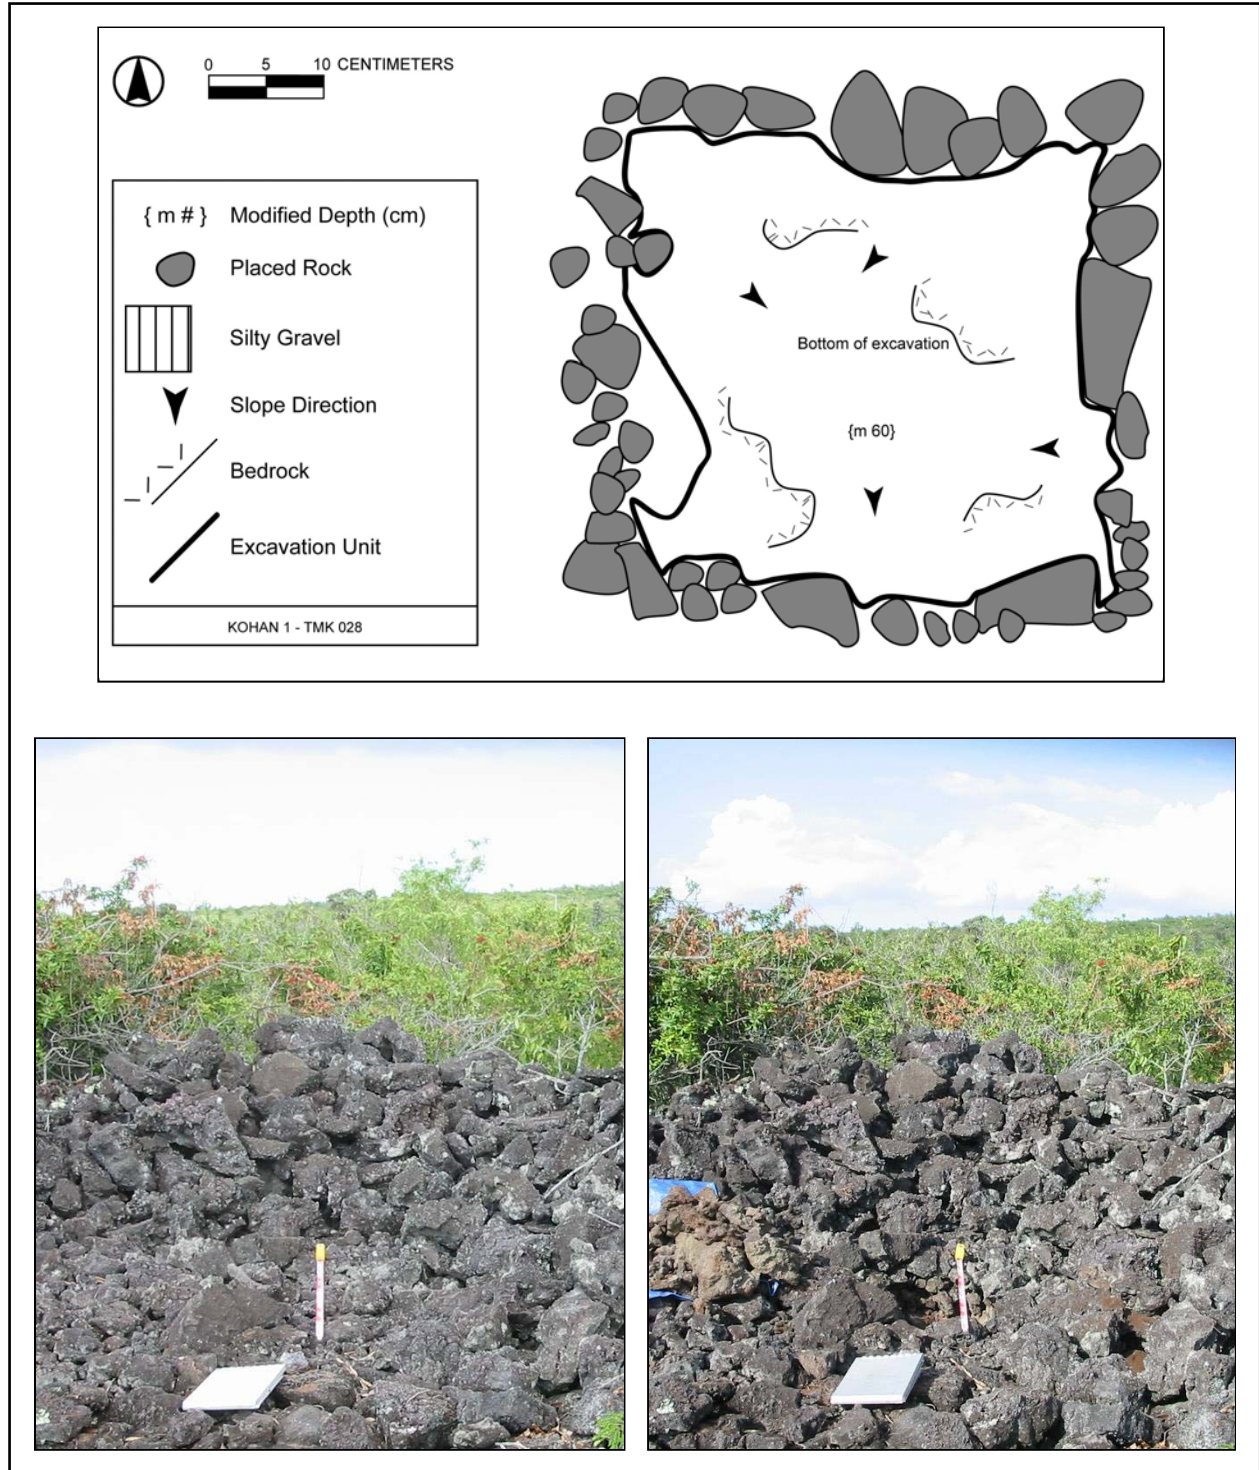 0 5 10 CENTIMETERS
{ m # } Modified Depth (cm)
Placed Rock
Silty Gravel
Slope Direction
Bedrock
Excavation Unit
KOHAN 1 - TMK 028
Bottom of excavation
{m 60}